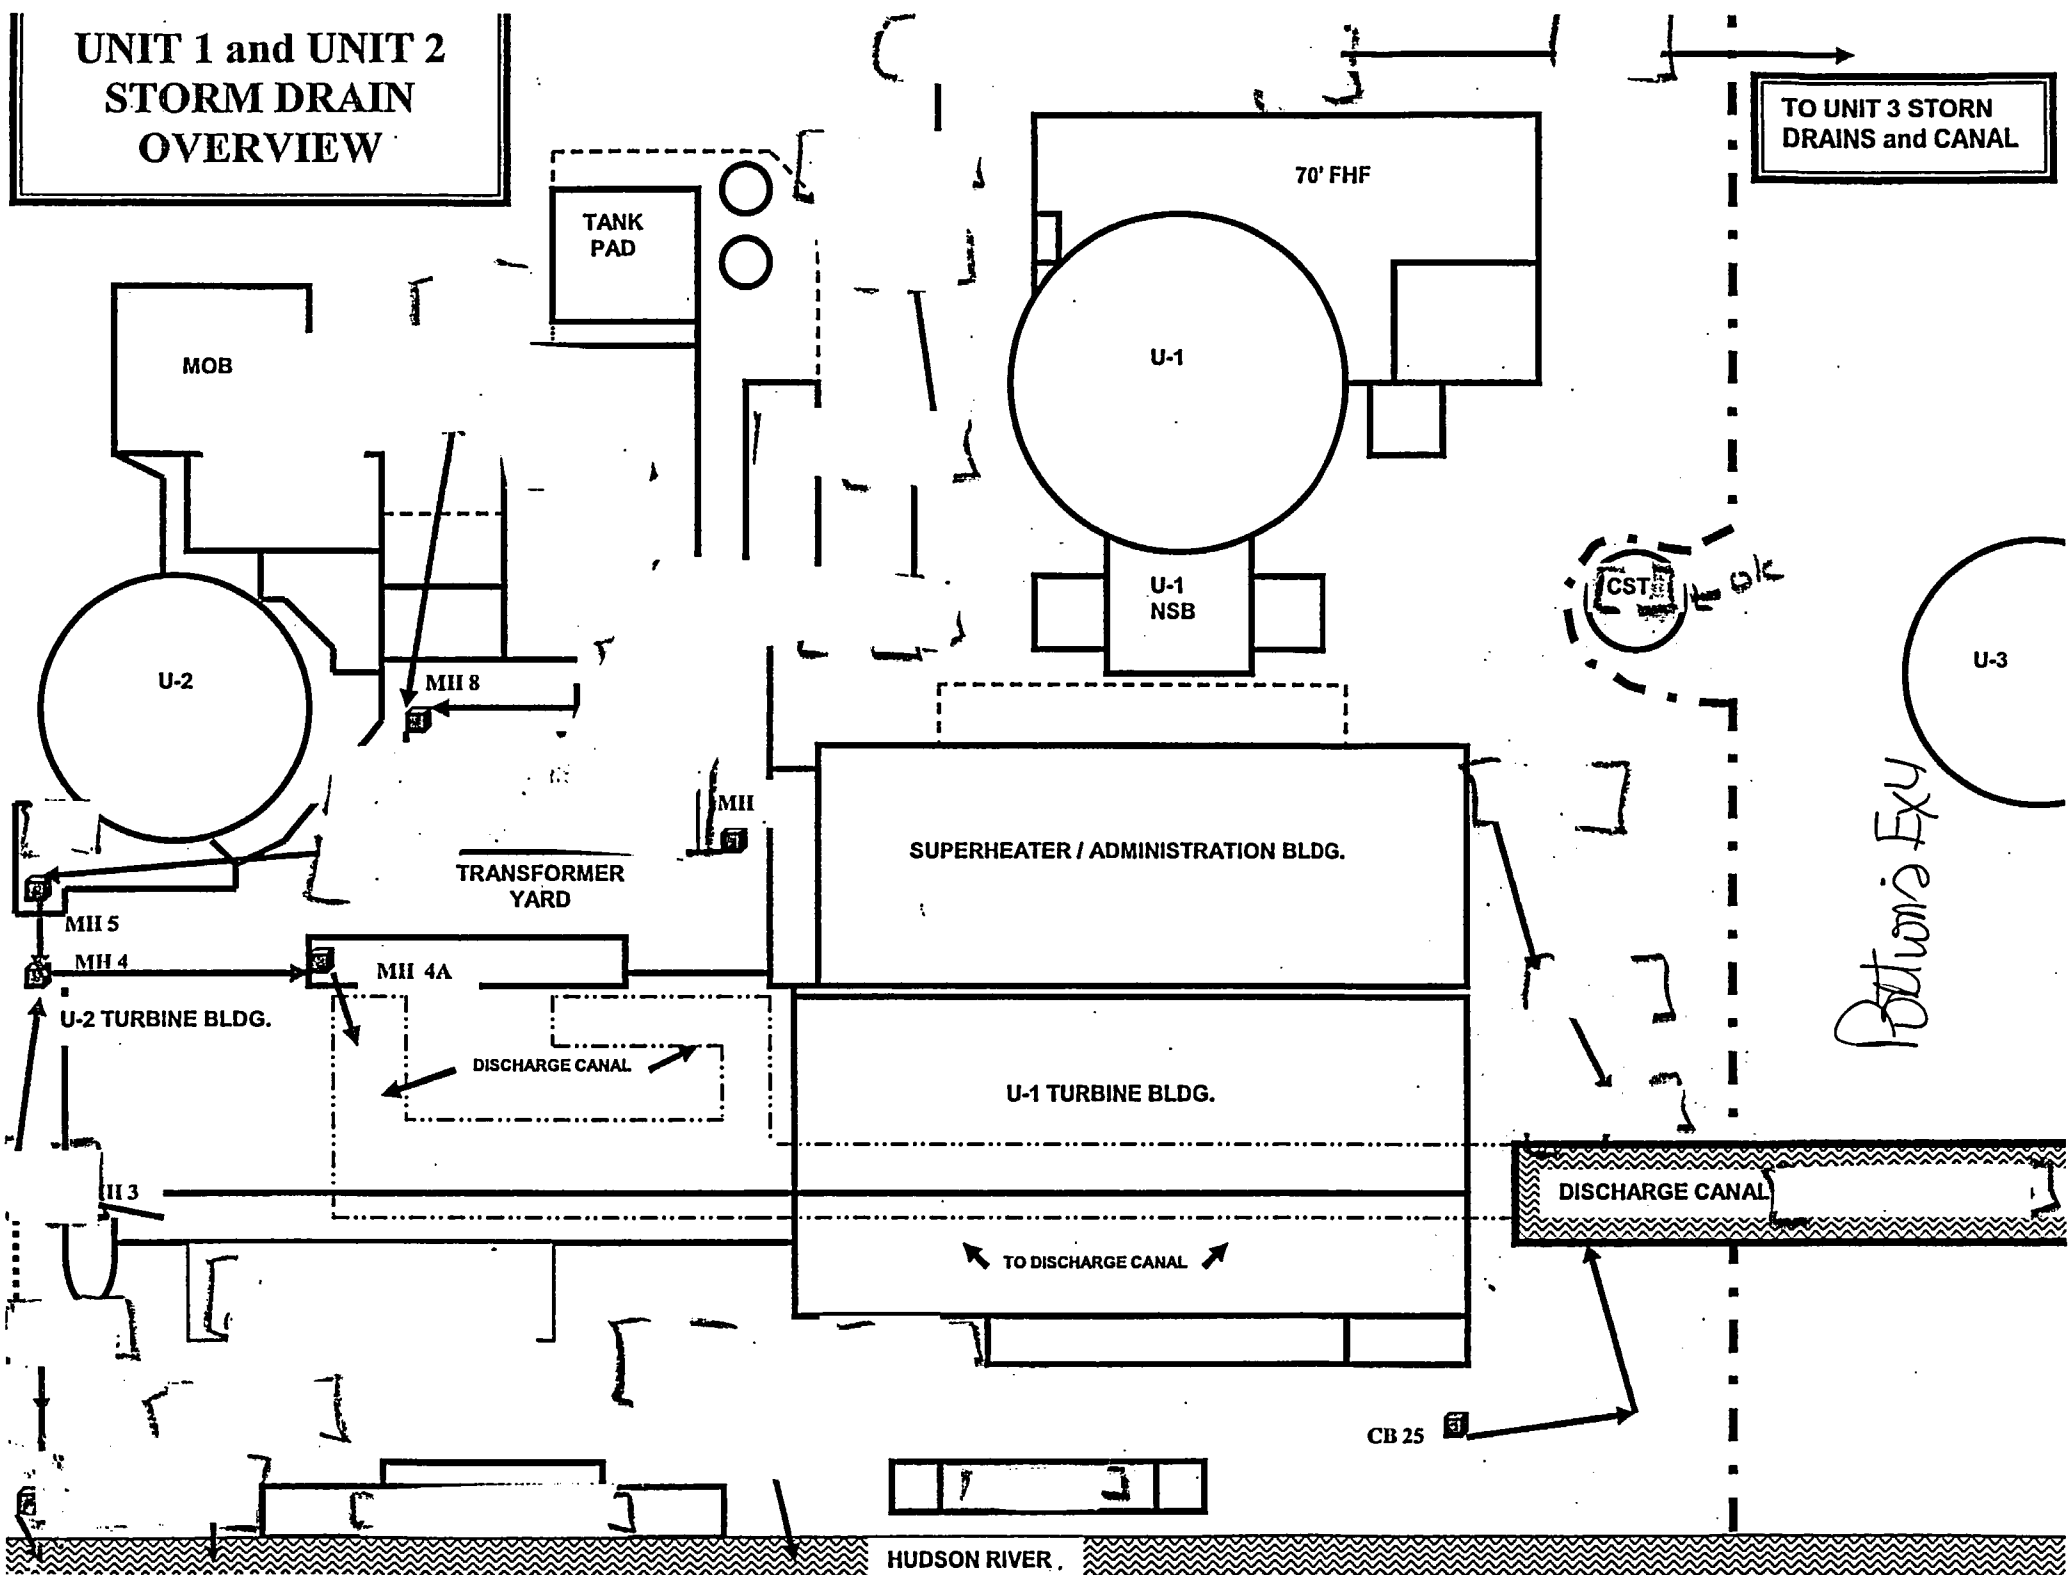 UNIT 1 and UNIT 2
STORM DRAIN
OVERVIEW
TO UNIT 3 STORN
DRAINS and CANAL
70' FHF
TANK
PAD
MOB
U-1
U-1
NSB
CST
ok
U-3
U-2
MH 8
MH
SUPERHEATER / ADMINISTRATION BLDG.
TRANSFORMER
YARD
MH 5
MH 4
MH 4A
U-2 TURBINE BLDG.
DISCHARGE CANAL
U-1 TURBINE BLDG.
H 3
DISCHARGE CANAL
TO DISCHARGE CANAL
CB 25
HUDSON RIVER